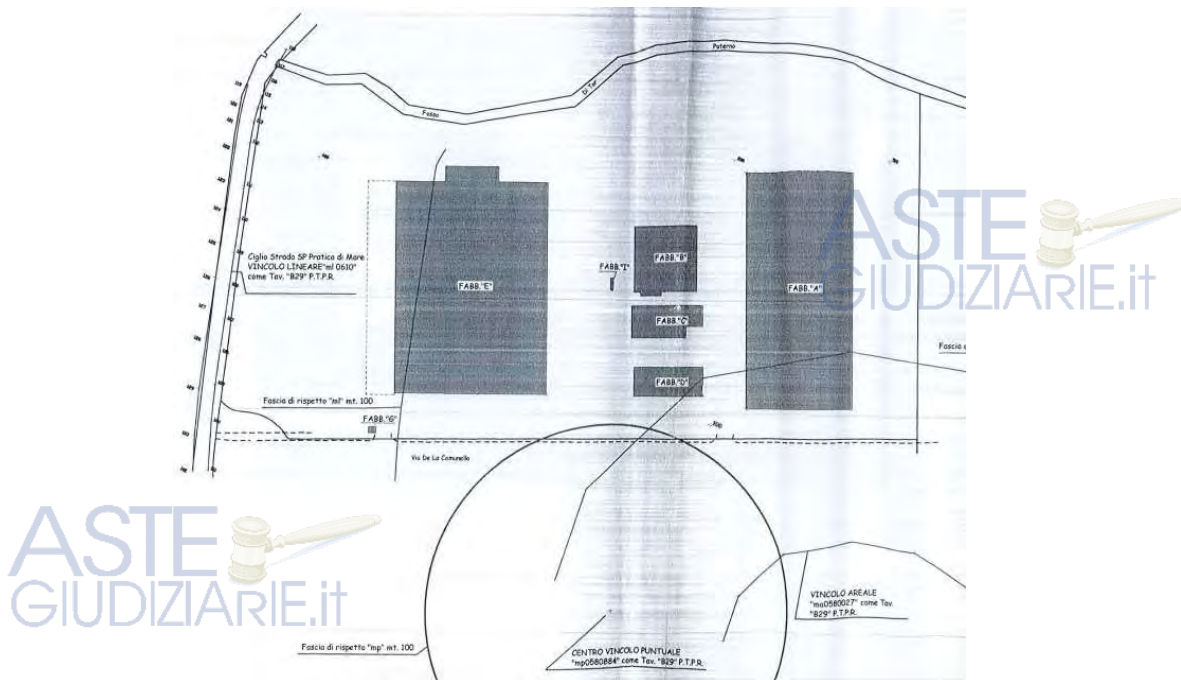 Paterno
Di Tor
Fosso
ASTE
GIUDIZIARIE.it
Ciglio Strada SP Pratica di Mare
VINCOLO LINEARE"ml 0610"
come Tav. "B29" P.T.P.R.
FABB."E"
FABB."I"
FABB."B"
FABB."A"
FABB."C"
Fascia
FABB."D"
Fascia di rispetto "ml" mt. 100
FABB."G"
Via De La Comunella
ASTE
GIUDIZIARIE.it
VINCOLO AREALE
"ma0580027" come Tav.
"B29" P.T.P.R.
Fascia di rispetto "mp" mt. 100
CENTRO VINCOLO PUNTUALE
"mp0580884" come Tav. "B29" P.T.P.R.